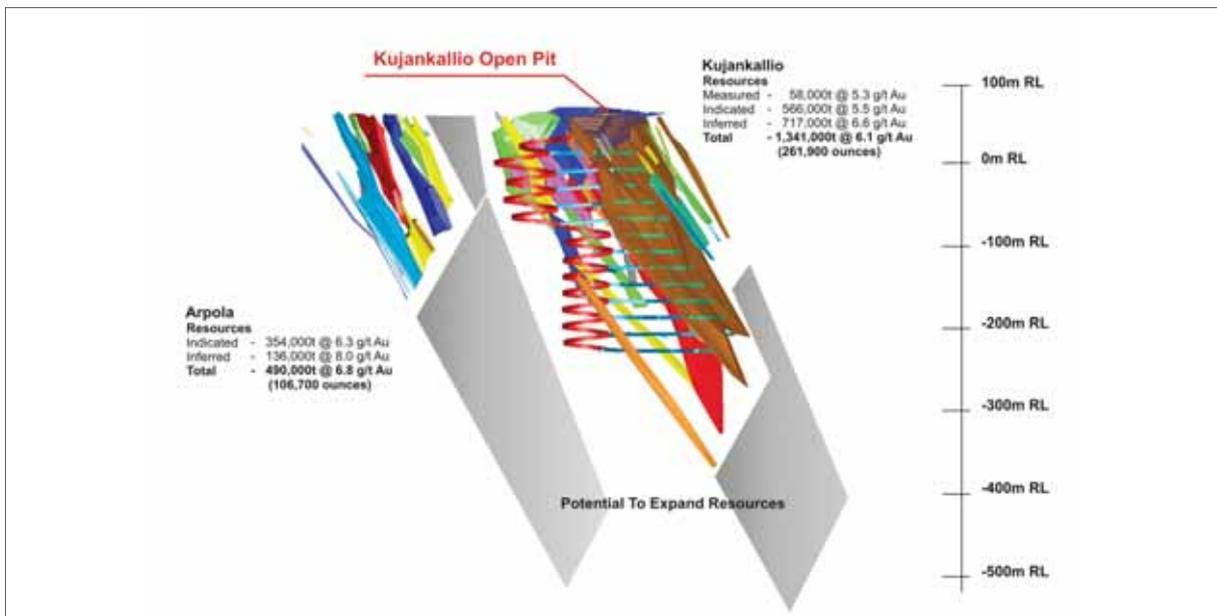 Kujankallio Open Pit
Kujankallio
Resources
Measured - 58,000t @ 5.3 g/t Au
Indicated - 566,000t @ 5.5 g/t Au
Inferred - 717,000t @ 6.6 g/t Au
Total - 1,341,000t @ 6.1 g/t Au
(261,900 ounces)
100m RL
0m RL
-100m RL
-200m RL
-300m RL
-400m RL
-500m RL
Arpola
Resources
Indicated - 354,000t @ 6.3 g/t Au
Inferred - 136,000t @ 8.0 g/t Au
Total - 490,000t @ 6.8 g/t Au
(106,700 ounces)
Potential To Expand Resources